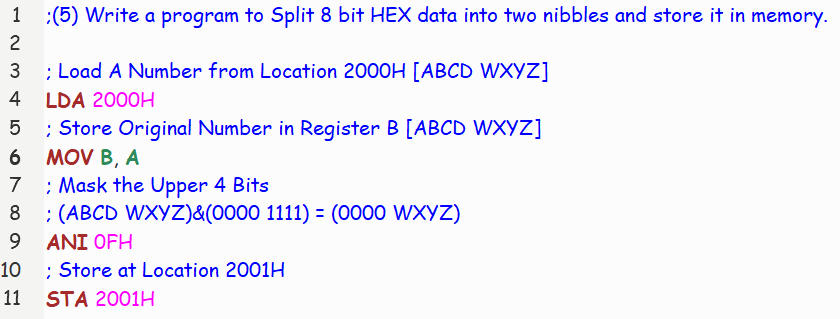 1 ;(5) Write a program to Split 8 bit HEX data into two nibbles and store it in memory.
2
3 ; Load A Number from Location 2000H [ABCD WXYZ]
4 LDA 2000H
5 ; Store Original Number in Register B [ABCD WXYZ]
6 MOV B, A
7 ; Mask the Upper 4 Bits
8 ; (ABCD WXYZ)&(0000 1111) = (0000 WXYZ)
9 ANI 0FH
10 ; Store at Location 2001H
11 STA 2001H